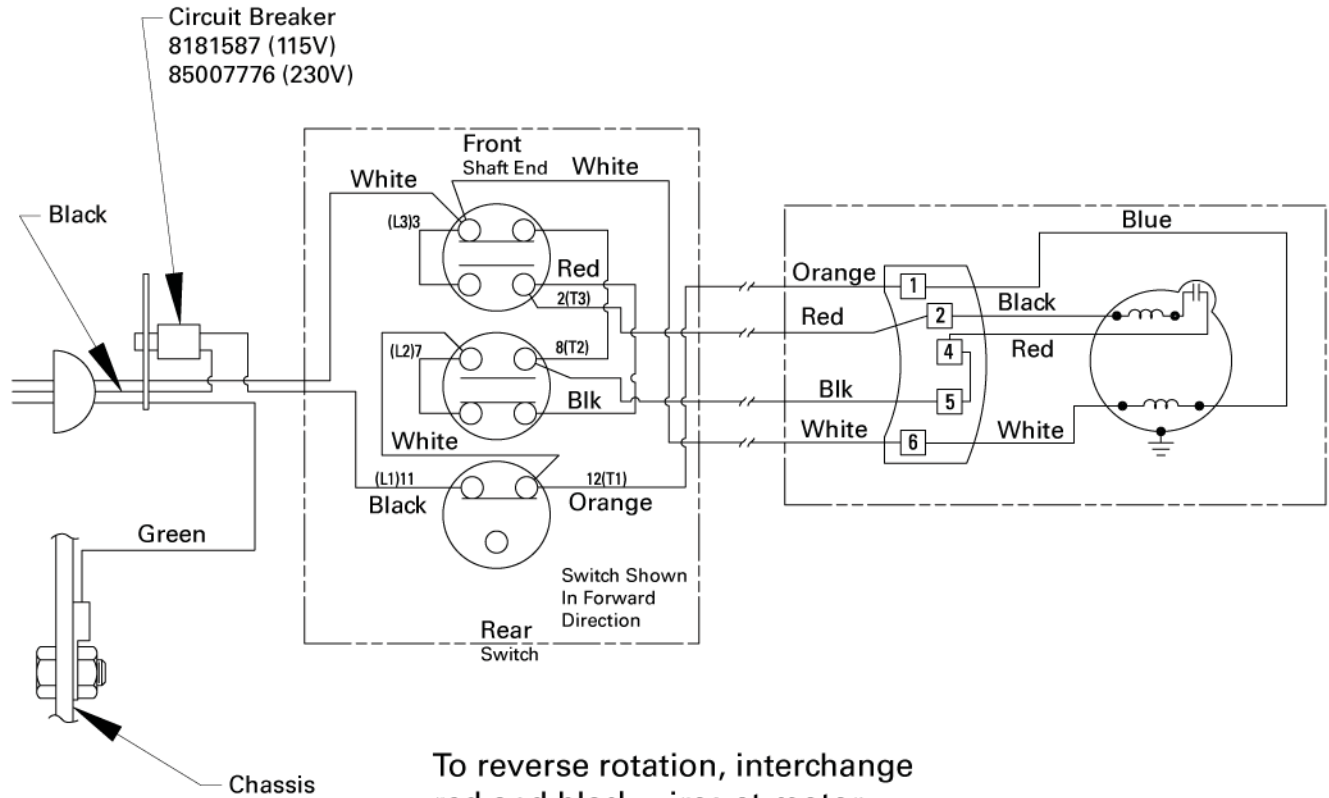 Circuit Breaker
8181587 (115V)
85007776 (230V)
Black
Front
Shaft End
White
White
(L3)3
Red
2(T3)
(L2)7
8(T2)
Blk
White
(L1)11
Black
12(T1)
Orange
Switch Shown
In Forward
Direction
Rear
Switch
Green
Chassis
Orange
Red
Blk
White
1
2
4
5
6
Blue
Black
Red
White
To reverse rotation, interchange